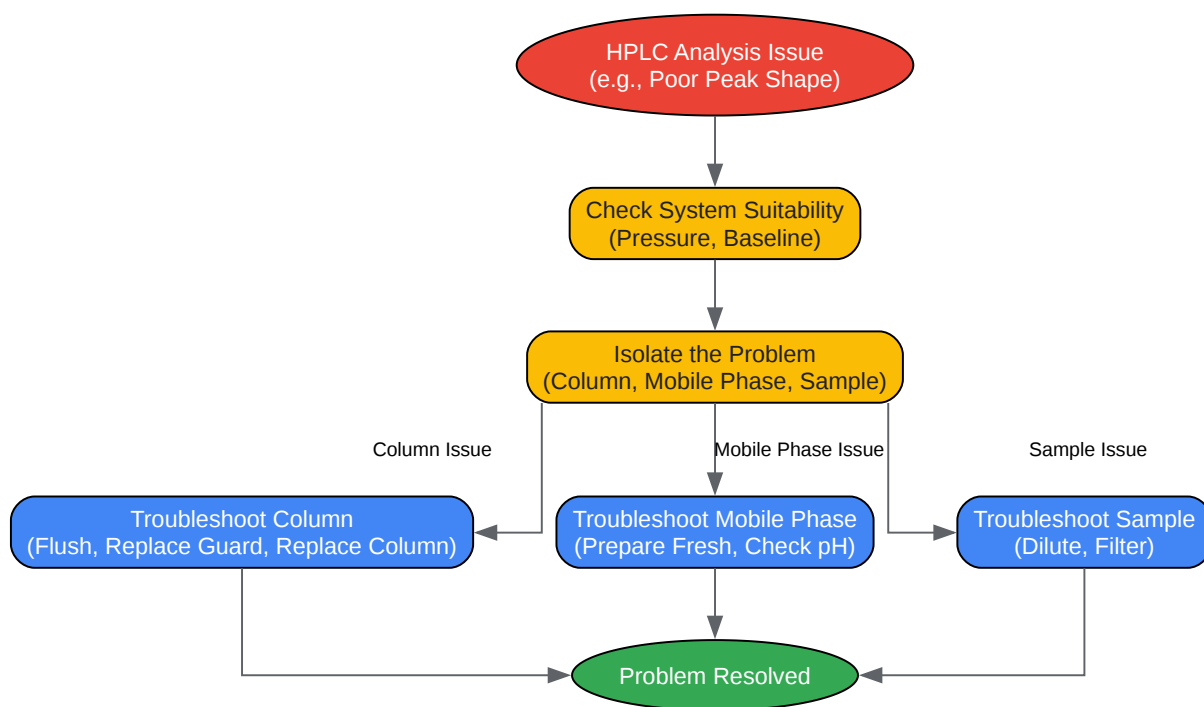 HPLC Analysis Issue
(e.g., Poor Peak Shape)
Check System Suitability
(Pressure, Baseline)
Isolate the Problem
(Column, Mobile Phase, Sample)
Column Issue
Mobile Phase Issue
Sample Issue
Troubleshoot Column
(Flush, Replace Guard, Replace Column)
Troubleshoot Mobile Phase
(Prepare Fresh, Check pH)
Troubleshoot Sample
(Dilute, Filter)
Problem Resolved